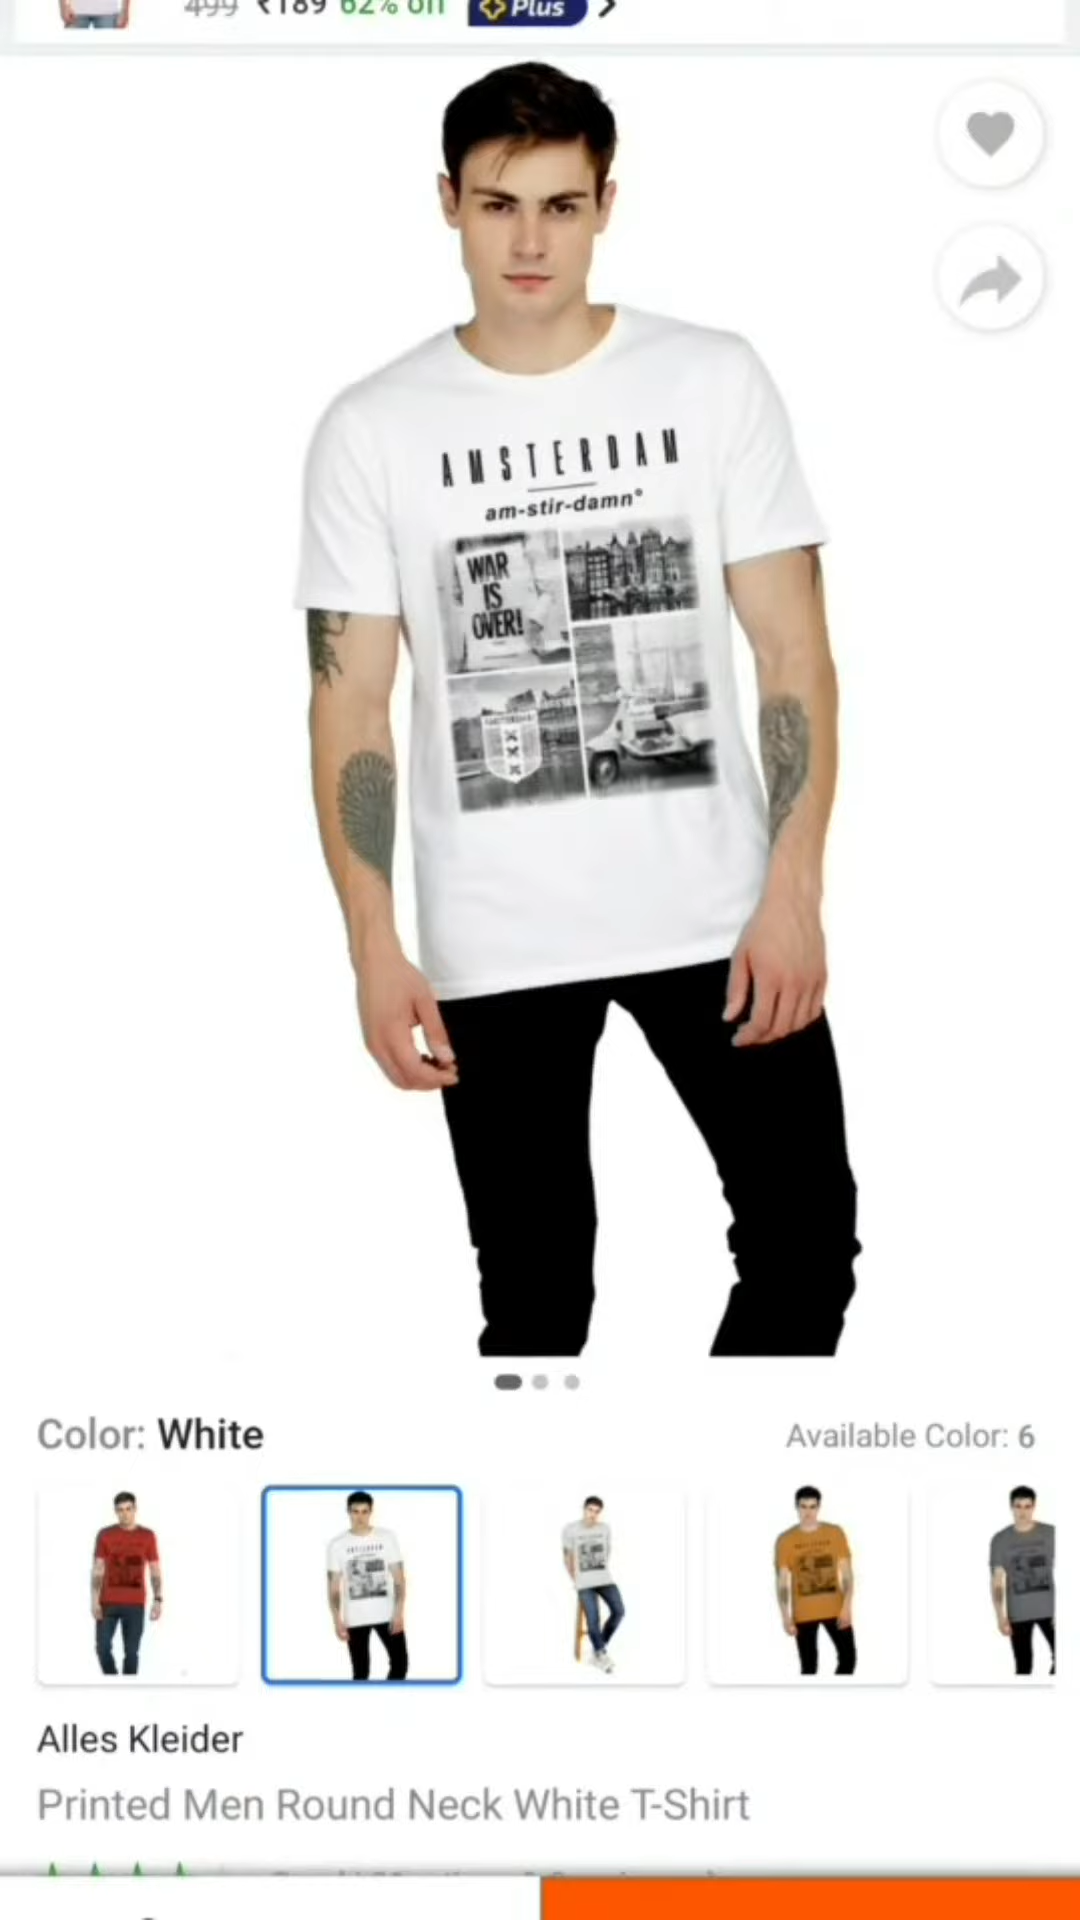 499 ₹189 62% off Plus
AMSTERDAM
am-stir-damn°
WAR
IS
OVER!
AMSTERDAM
Color: White
Available Color: 6
Alles Kleider
Printed Men Round Neck White T-Shirt